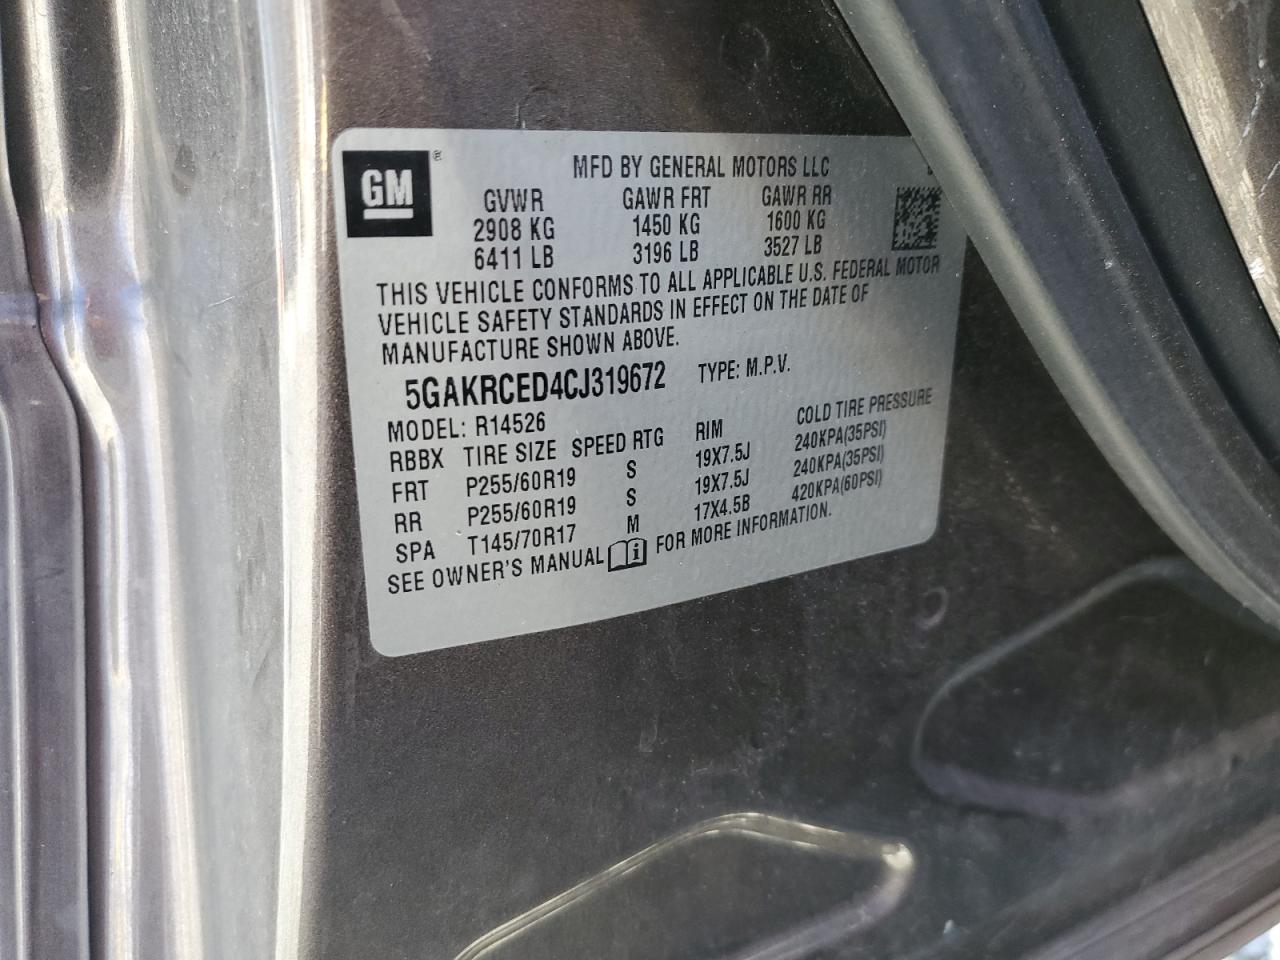 GM ®
MFD BY GENERAL MOTORS LLC
GVWR GAWR FRT GAWR RR
2908 KG 1450 KG 1600 KG
6411 LB 3196 LB 3527 LB
THIS VEHICLE CONFORMS TO ALL APPLICABLE U.S. FEDERAL MOTOR
VEHICLE SAFETY STANDARDS IN EFFECT ON THE DATE OF
MANUFACTURE SHOWN ABOVE.
5GAKRCED4CJ319672 TYPE: M.P.V.
MODEL: R14526
RBBX TIRE SIZE SPEED RTG RIM COLD TIRE PRESSURE
FRT P255/60R19 S 19X7.5J 240KPA(35PSI)
RR P255/60R19 S 19X7.5J 240KPA(35PSI)
SPA T145/70R17 M 17X4.5B 420KPA(60PSI)
SEE OWNER'S MANUAL i FOR MORE INFORMATION.